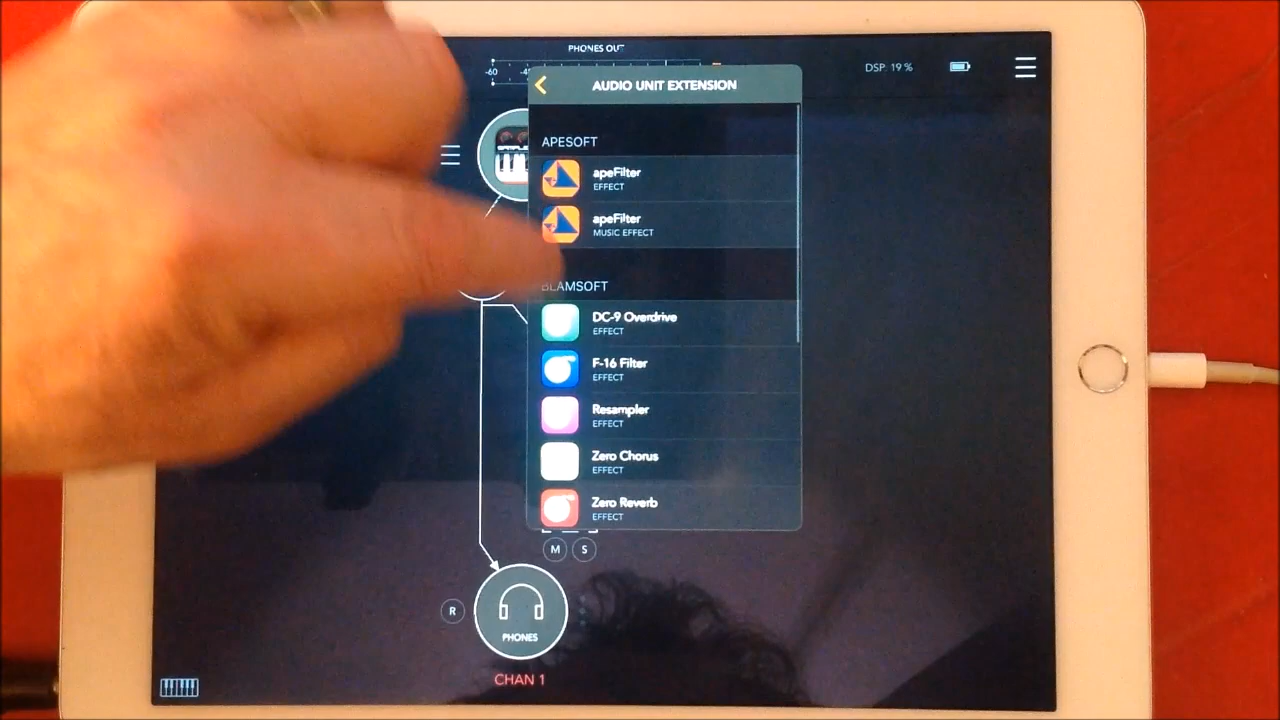 PHONES OUT
-60
DSP: 19 %
AUDIO UNIT EXTENSION
APESOFT
apeFilter
EFFECT
apeFilter
MUSIC EFFECT
BLAMSOFT
DC-9 Overdrive
EFFECT
F-16 Filter
EFFECT
Resampler
EFFECT
Zero Chorus
EFFECT
Zero Reverb
EFFECT
M S
R
PHONES
CHAN 1